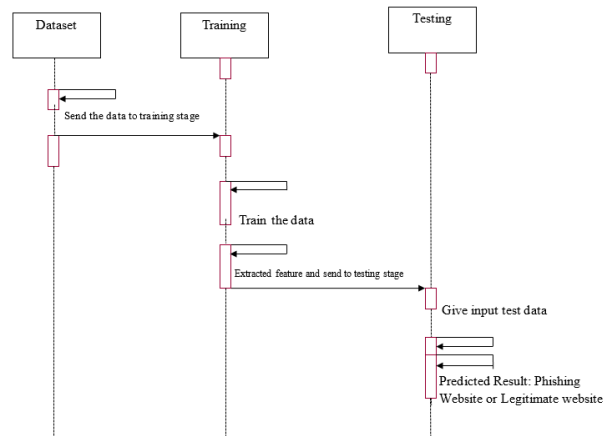 Dataset
Training
Testing
Send the data to training stage
Train the data
Extracted feature and send to testing stage
Give input test data
Predicted Result: Phishing
Website or Legitimate website